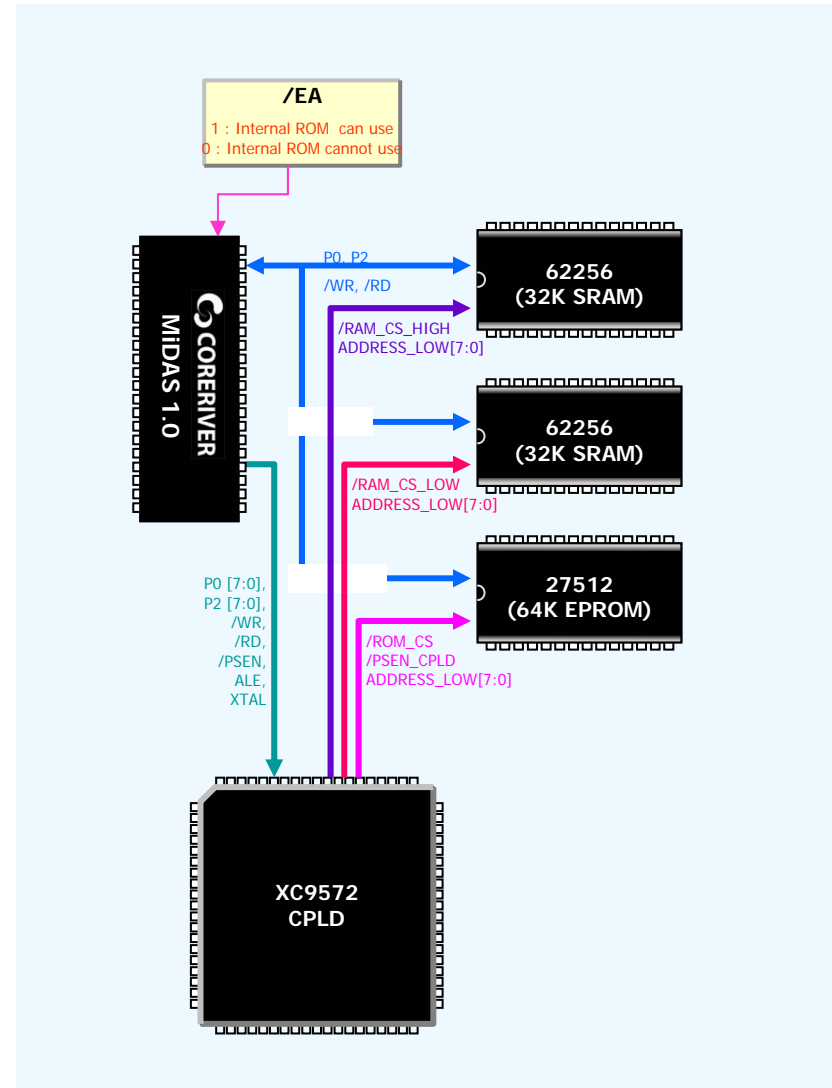 /EA
1 : Internal ROM can use
0 : Internal ROM cannot use
CORERIVER
MiDAS 1.0
P0, P2
/WR, /RD
62256
(32K SRAM)
/RAM_CS_HIGH
ADDRESS_LOW[7:0]
62256
(32K SRAM)
/RAM_CS_LOW
ADDRESS_LOW[7:0]
27512
(64K EPROM)
/ROM_CS
/PSEN_CPLD
ADDRESS_LOW[7:0]
P0 [7:0],
P2 [7:0],
/WR,
/RD,
/PSEN,
ALE,
XTAL
XC9572
CPLD